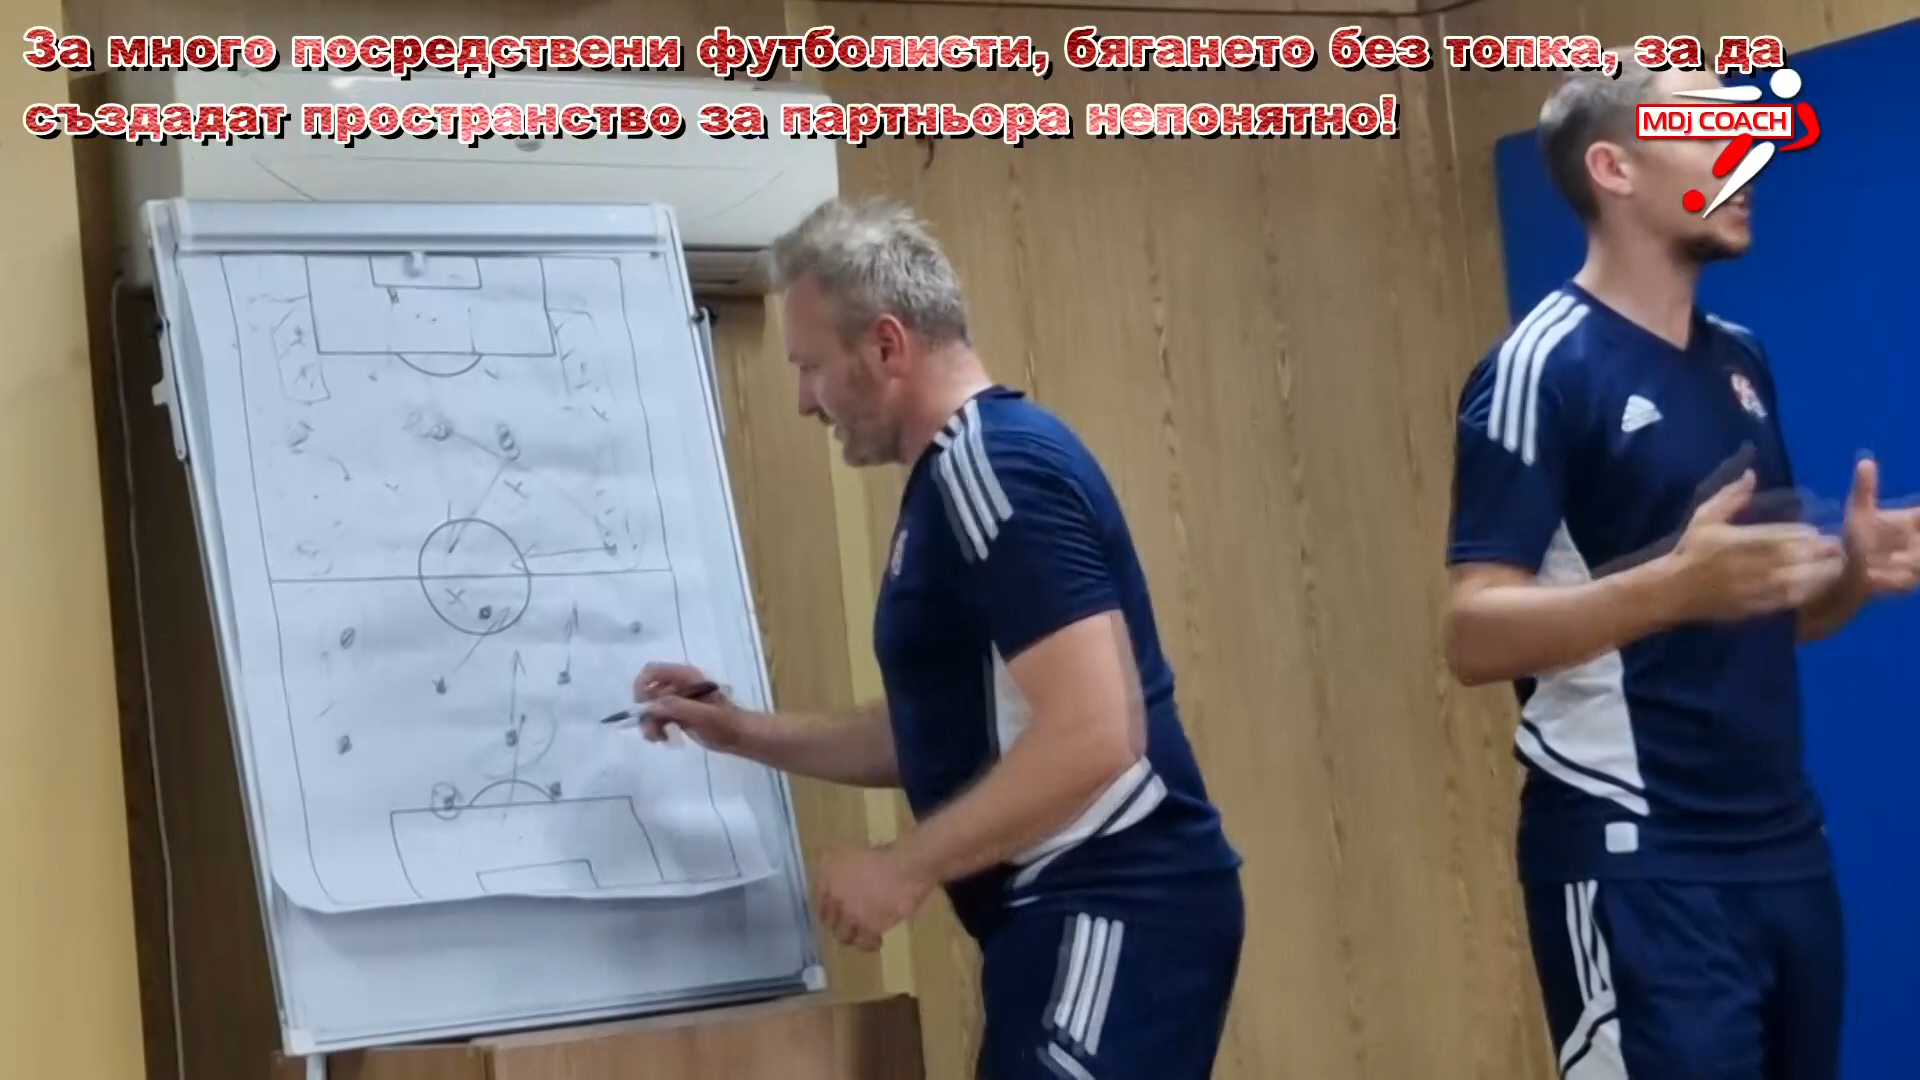 За много посредствени футболисти, бягането без топка, за да
създадат пространство за партньора непонятно!
MDj COACH